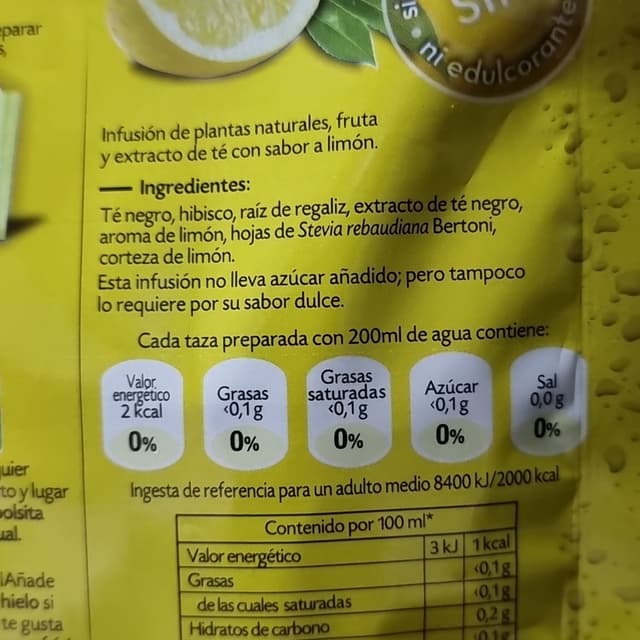 parar
ni edulcorante
Infusión de plantas naturales, fruta
y extracto de té con sabor a limón.
Ingredientes:
Té negro, hibisco, raíz de regaliz, extracto de té negro,
aroma de limón, hojas de Stevia rebaudiana Bertoni,
corteza de limón.
Esta infusión no lleva azúcar añadido; pero tampoco
lo requiere por su sabor dulce.
Cada taza preparada con 200ml de agua contiene:
Valor energético 2 kcal 0%
Grasas <0,1 g 0%
Grasas saturadas <0,1 g 0%
Azúcar <0,1 g 0%
Sal 0,0 g 0%
Ingesta de referencia para un adulto medio 8400 kJ/2000 kcal
Contenido por 100 ml*
Valor energético 3 kJ 1 kcal
Grasas <0,1 g
de las cuales saturadas <0,1 g
Hidratos de carbono 0,2 g
uier
to y lugar
bolsita
ual.
¡Añade
hielo si
te gusta